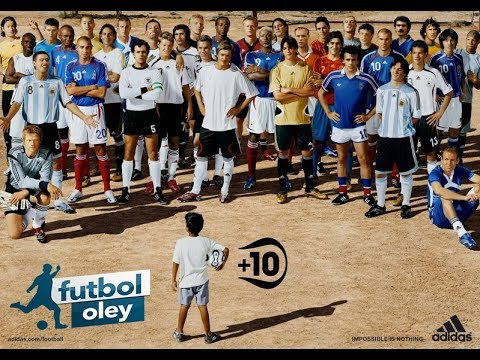 +10
futbol
oley
adidas.com/football
IMPOSSIBLE IS NOTHING.
adidas